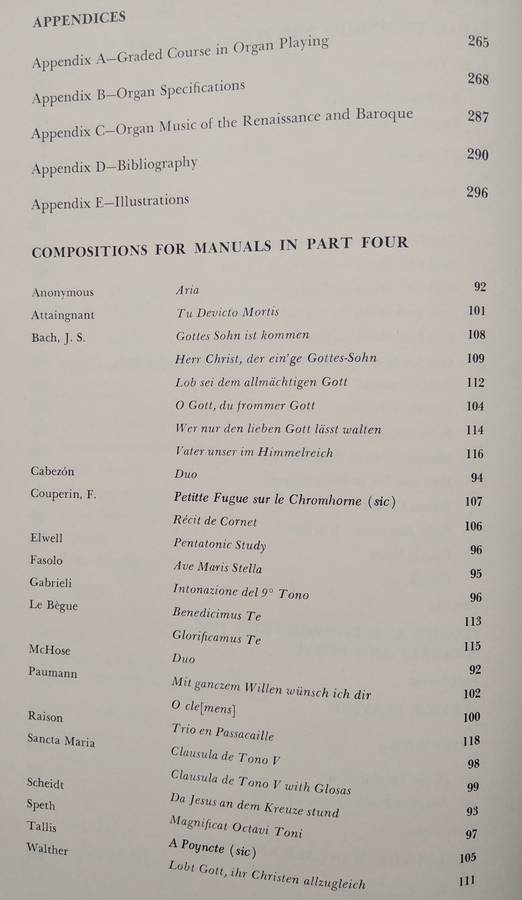 APPENDICES
Appendix A—Graded Course in Organ Playing 265
Appendix B—Organ Specifications 268
Appendix C—Organ Music of the Renaissance and Baroque 287
Appendix D—Bibliography 290
Appendix E—Illustrations 296
COMPOSITIONS FOR MANUALS IN PART FOUR
Anonymous Aria 92
Attaingnant Tu Devicto Mortis 101
Bach, J. S. Gottes Sohn ist kommen 108
Herr Christ, der ein'ge Gottes-Sohn 109
Lob sei dem allmächtigen Gott 112
O Gott, du frommer Gott 104
Wer nur den lieben Gott lässt walten 114
Vater unser im Himmelreich 116
Cabezón Duo 94
Couperin, F. Petitte Fugue sur le Chromhorne (sic) 107
Récit de Cornet 106
Elwell Pentatonic Study 96
Fasolo Ave Maris Stella 95
Gabrieli Intonazione del 9° Tono 96
Le Bègue Benedicimus Te 113
Glorificamus Te 115
McHose Duo 92
Paumann Mit ganczem Willen wünsch ich dir 102
O cle[mens] 100
Raison Trio en Passacaille 118
Sancta Maria Clausula de Tono V 98
Clausula de Tono V with Glosas 99
Scheidt Da Jesus an dem Kreuze stund 93
Speth Magnificat Octavi Toni 97
Tallis A Poyncte (sic) 105
Walther Lobt Gott, ihr Christen allzugleich 111